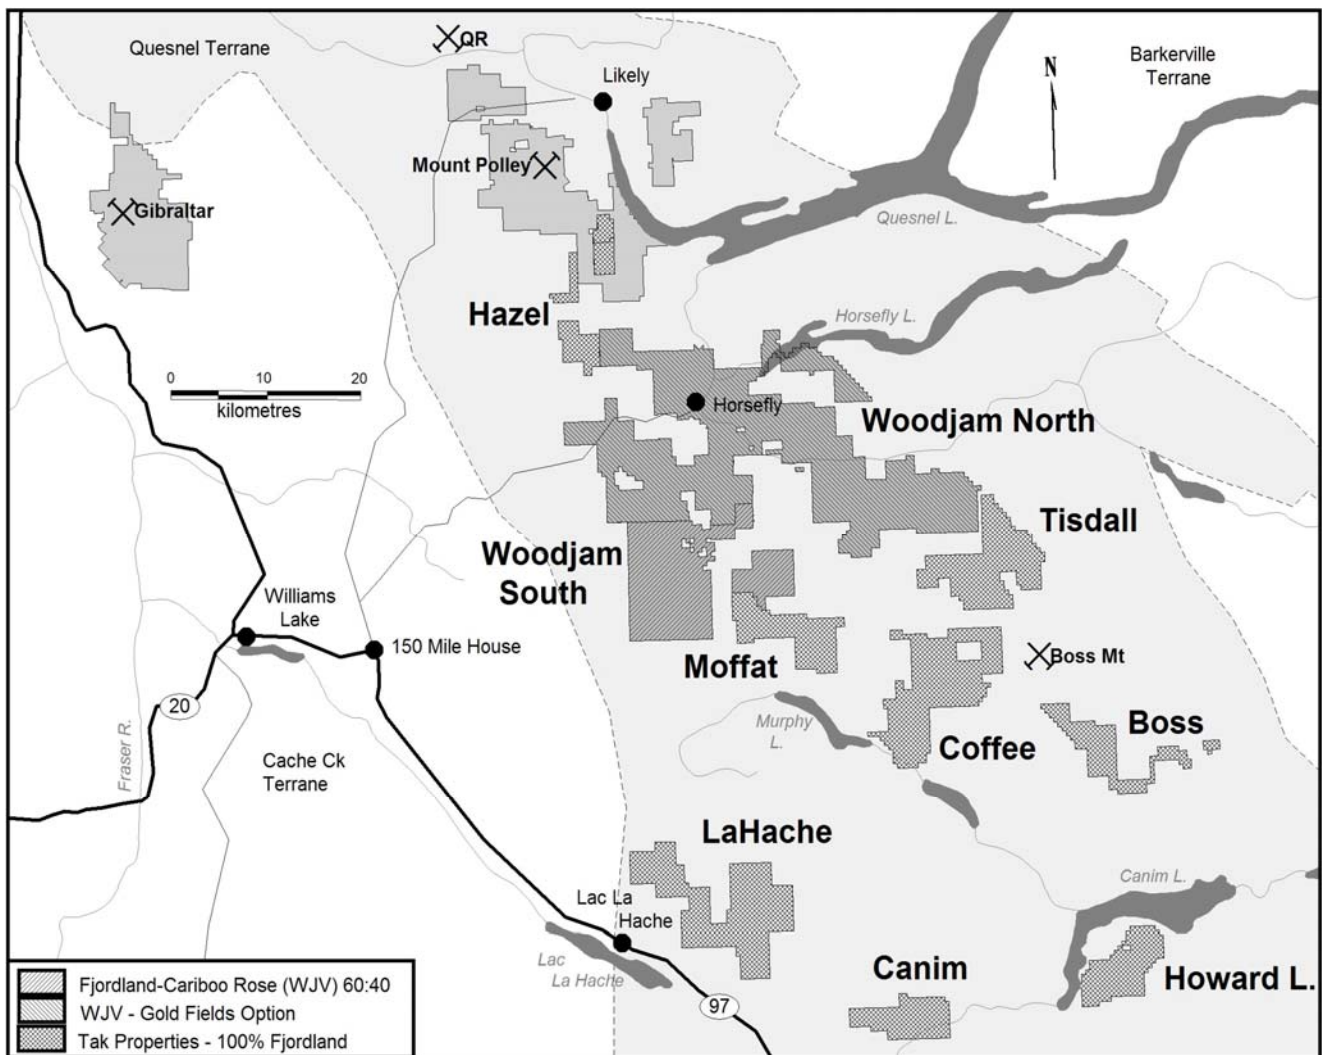 Quesnel Terrane
QR
Likely
N
Barkerville
Terrane
Mount Polley
Gibraltar
Quesnel L.
Hazel
Horsefly L.
0 10 20
kilometres
Horsefly
Woodjam North
Tisdall
Woodjam
South
Williams
Lake
150 Mile House
Moffat
Boss Mt
20
Murphy
L.
Boss
Coffee
Fraser R.
Cache Ck
Terrane
LaHache
Canim L.
Lac La
Hache
Lac
La Hache
Canim
Howard L.
97
Fjordland-Cariboo Rose (WJV) 60:40
WJV - Gold Fields Option
Tak Properties - 100% Fjordland